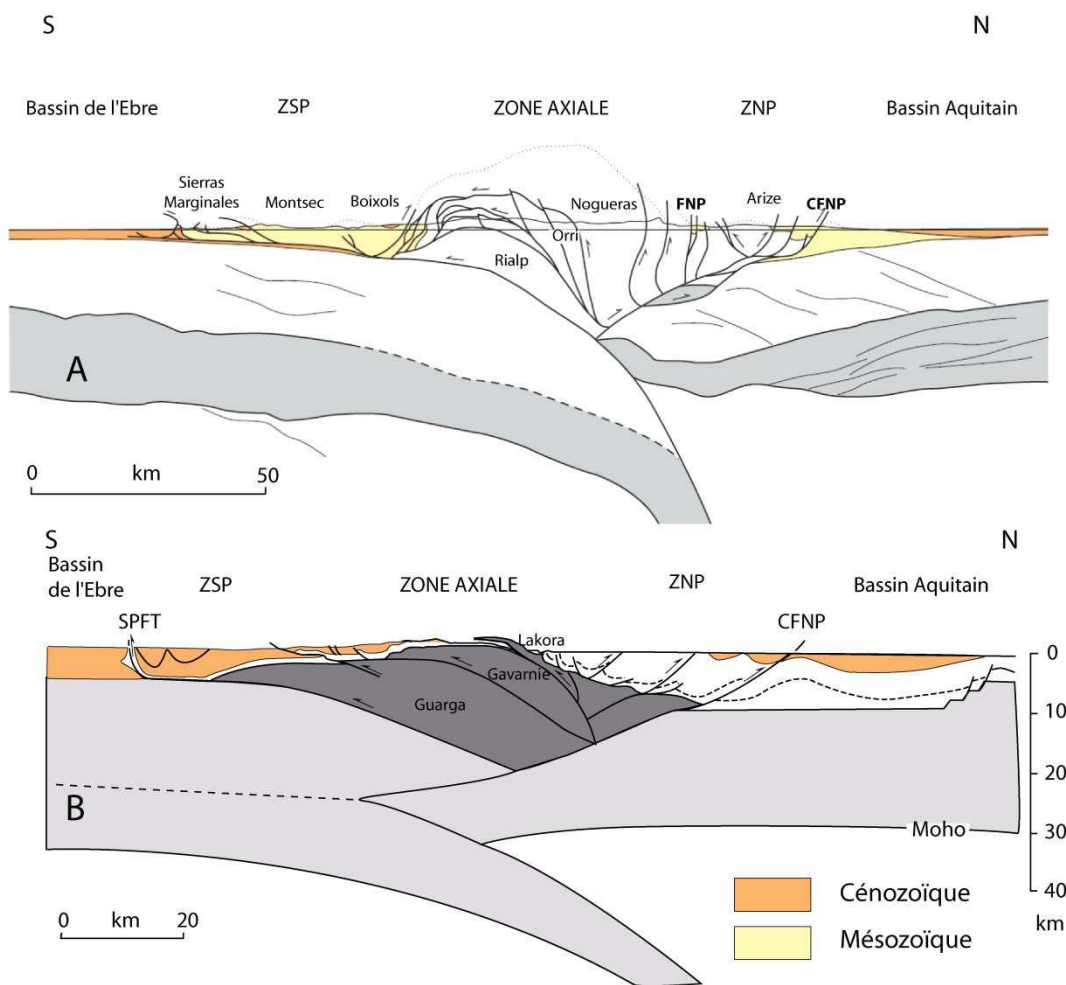 S N
Bassin de l'Ebre ZSP ZONE AXIALE ZNP Bassin Aquitain
Sierras
Marginales Montsec Boixols Nogueras FNP Arize CFNP
Orri
Rialp
A
0 km 50
S N
Bassin
de l'Ebre ZSP ZONE AXIALE ZNP Bassin Aquitain
SPFT CFNP
Lakora
Gavarnie
Guarga
B
Moho
0
10
20
30
40
km
0 km 20
Cénozoïque
Mésozoïque